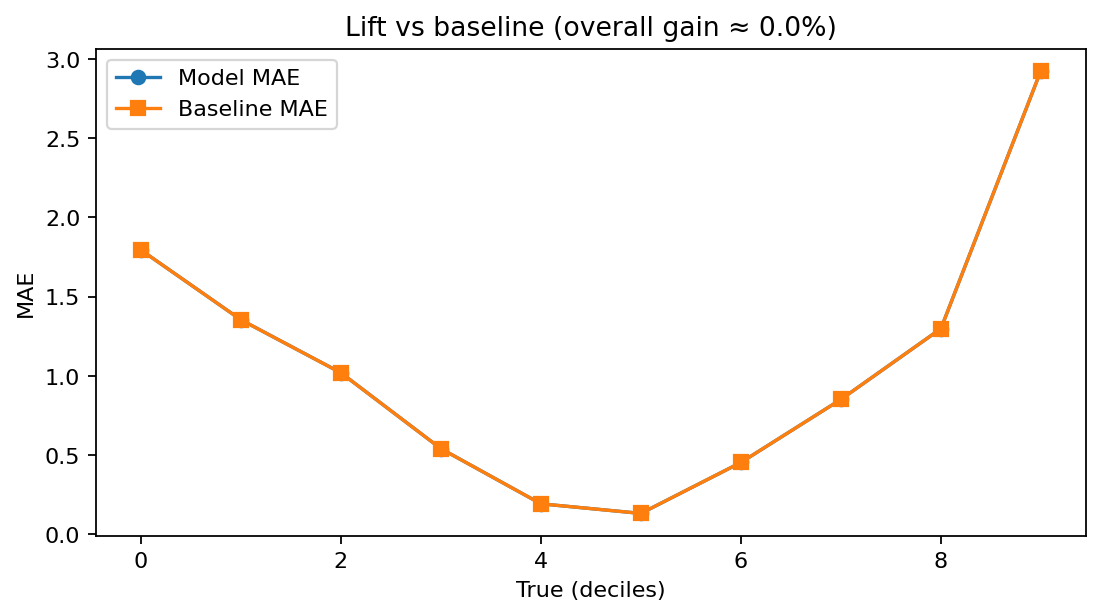 Lift vs baseline (overall gain ≈ 0.0%)
Model MAE
Baseline MAE
MAE
3.0
2.5
2.0
1.5
1.0
0.5
0.0
0 2 4 6 8
True (deciles)